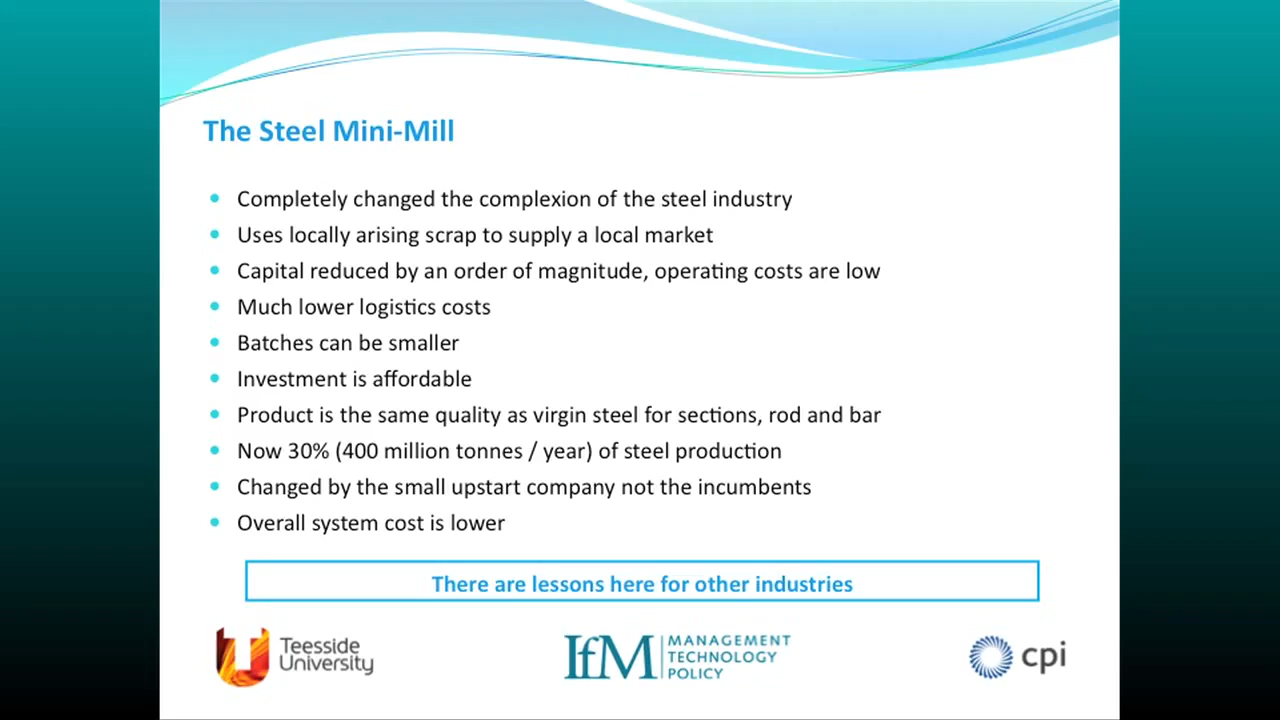 The Steel Mini-Mill
Completely changed the complexion of the steel industry
Uses locally arising scrap to supply a local market
Capital reduced by an order of magnitude, operating costs are low
Much lower logistics costs
Batches can be smaller
Investment is affordable
Product is the same quality as virgin steel for sections, rod and bar
Now 30% (400 million tonnes / year) of steel production
Changed by the small upstart company not the incumbents
Overall system cost is lower
There are lessons here for other industries
Teesside
University
IfM
MANAGEMENT
TECHNOLOGY
POLICY
cpi